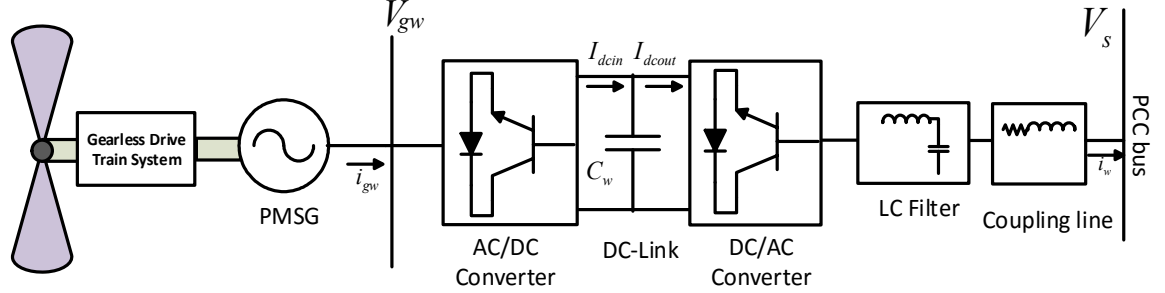 V_gw
V_s
I_dcin I_dcout
Gearless Drive
Train System
PCC bus
i_gw
C_w
i_w
PMSG
LC Filter
Coupling line
AC/DC
Converter
DC-Link
DC/AC
Converter